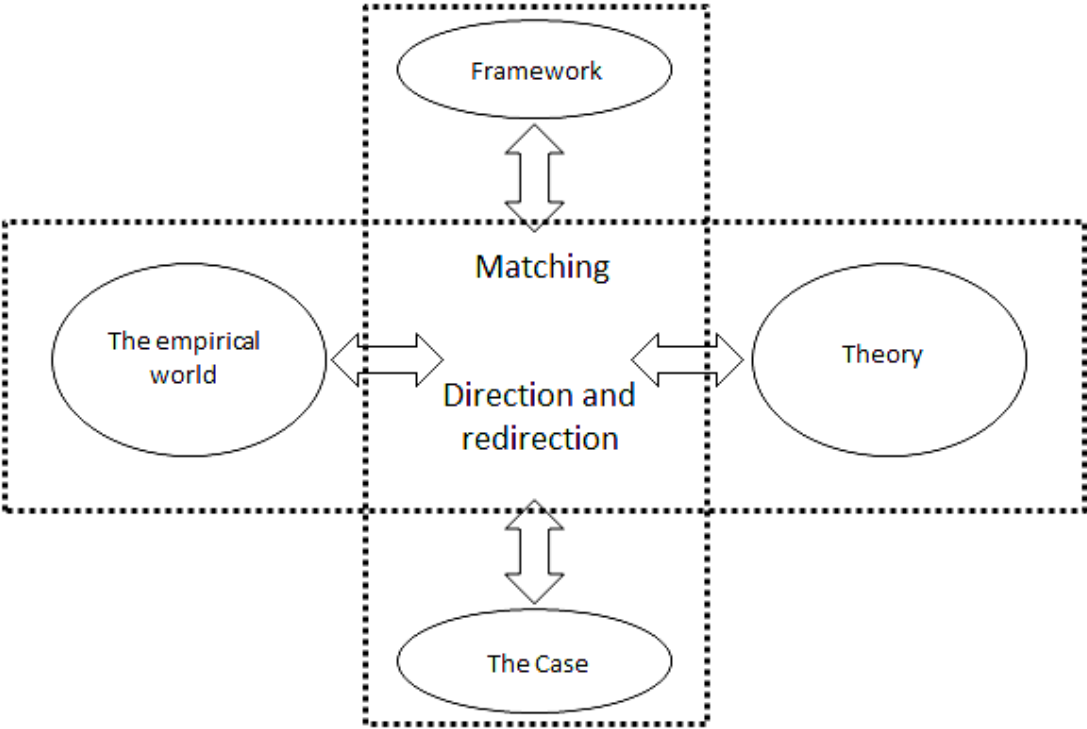 Framework
Matching
The empirical
world
Theory
Direction and
redirection
The Case